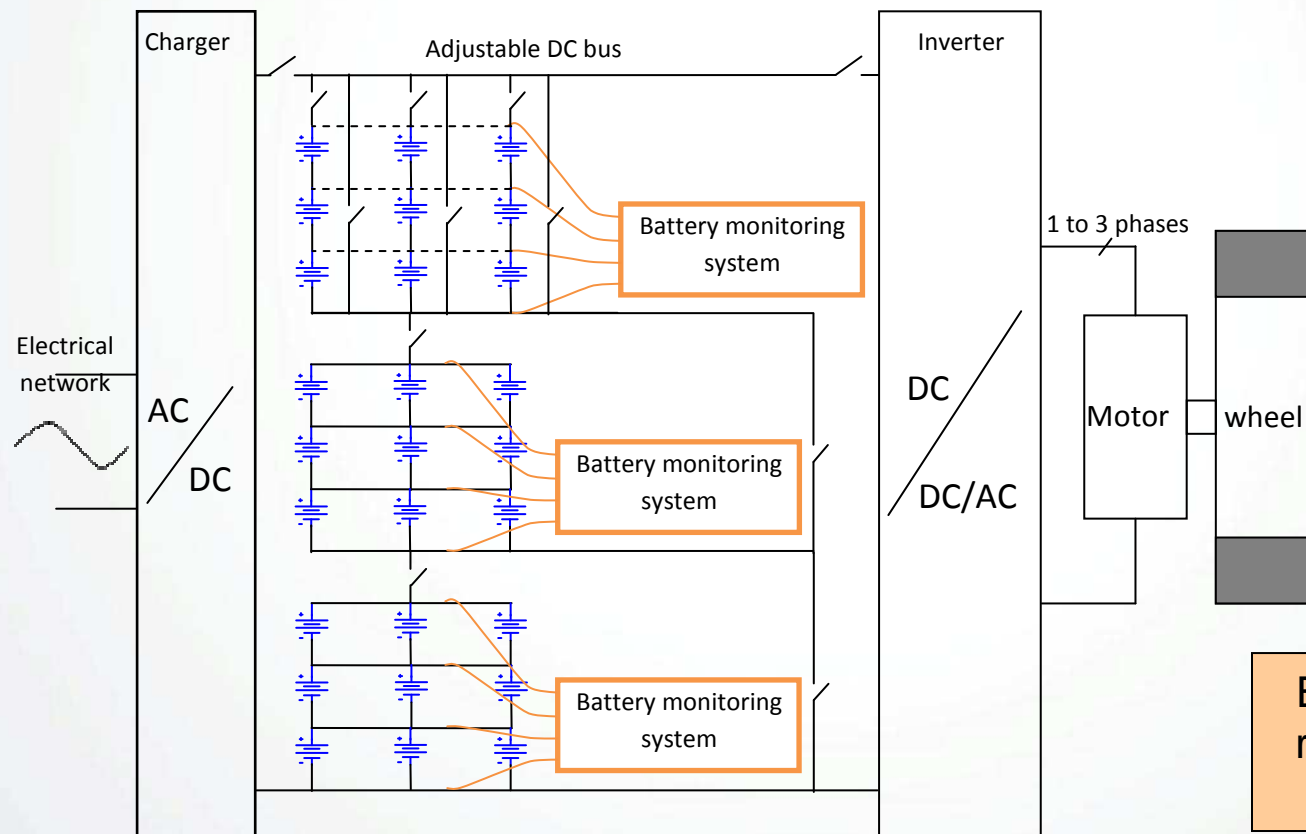 Charger
Adjustable DC bus
Inverter
Battery monitoring
system
1 to 3 phases
Electrical
network
AC
DC
Battery monitoring
system
DC
DC/AC
Motor
wheel
Battery monitoring
system